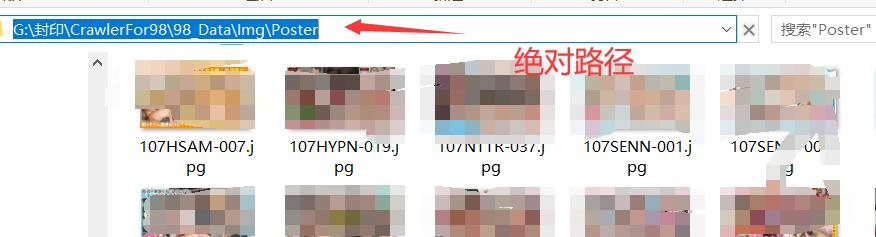 G:\封印\CrawlerFor98\98_Data\Img\Poster
搜索"Poster"
绝对路径
107HSAM-007.jpg
107HYPN-019.jpg
107NTTR-037.jpg
107SENN-001.jpg
107SEN
g